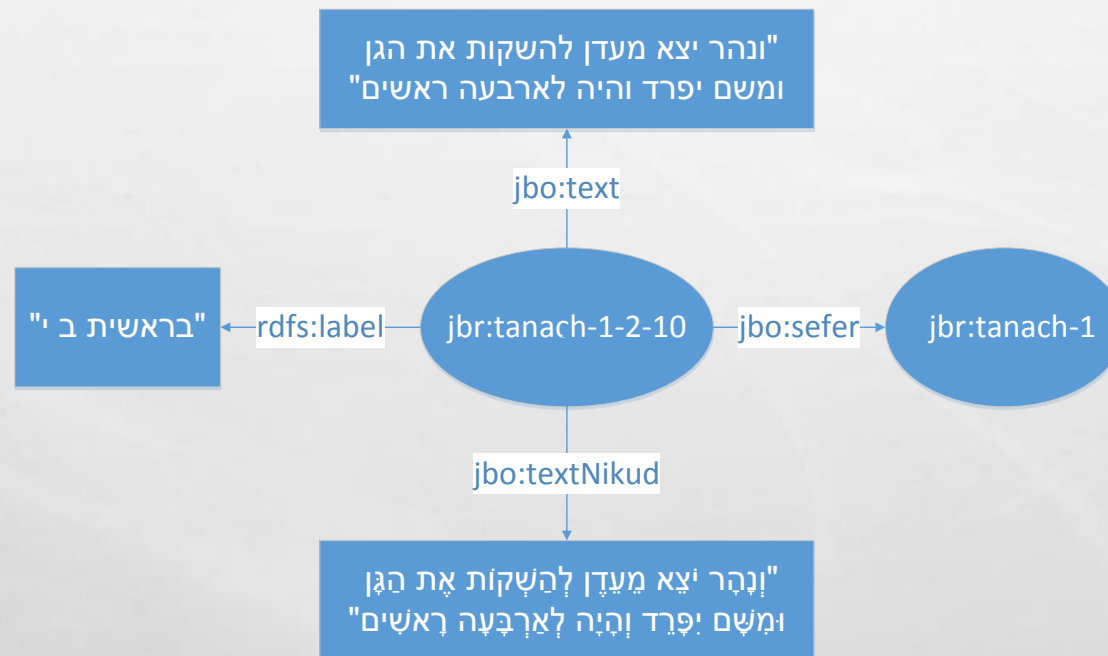 "ונהר יצא מעדן להשקות את הגן
ומשם יפרד והיה לארבעה ראשים"
jbo:text
"בראשית ב י"
rdfs:label
jbr:tanach-1-2-10
jbo:sefer
jbr:tanach-1
jbo:textNikud
"וְנָהָר יֹצֵא מֵעֵדֶן לְהַשְׁקוֹת אֶת הַגָּן
וּמִשָּׁם יִפָּרֵד וְהָיָה לְאַרְבָּעָה רָאשִׁים"